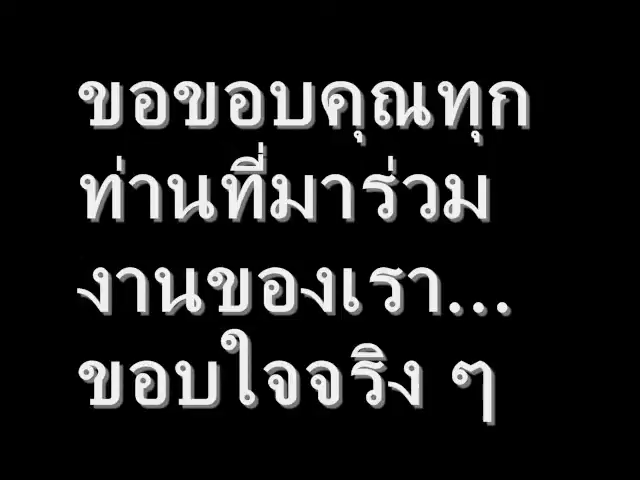 ขอขอบคุณทุก
ท่านที่มาร่วม
งานของเรา...
ขอบใจจริง ๆ